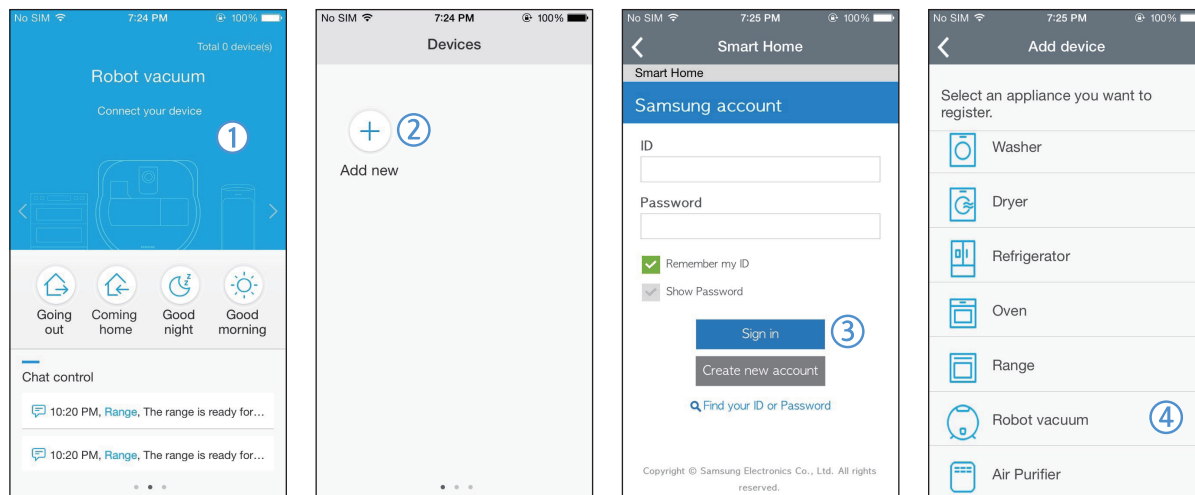 No SIM 7:24 PM 100%
Total 0 device(s)
Robot vacuum
Connect your device
①
Going out
Coming home
Good night
Good morning
Chat control
10:20 PM, Range, The range is ready for…
10:20 PM, Range, The range is ready for…
No SIM 7:24 PM 100%
Devices
②
Add new
No SIM 7:25 PM 100%
Smart Home
Smart Home
Samsung account
ID
Password
Remember my ID
Show Password
Sign in
③
Create new account
Find your ID or Password
Copyright © Samsung Electronics Co., Ltd. All rights
reserved.
No SIM 7:25 PM 100%
Add device
Select an appliance you want to
register.
Washer
Dryer
Refrigerator
Oven
Range
Robot vacuum
④
Air Purifier